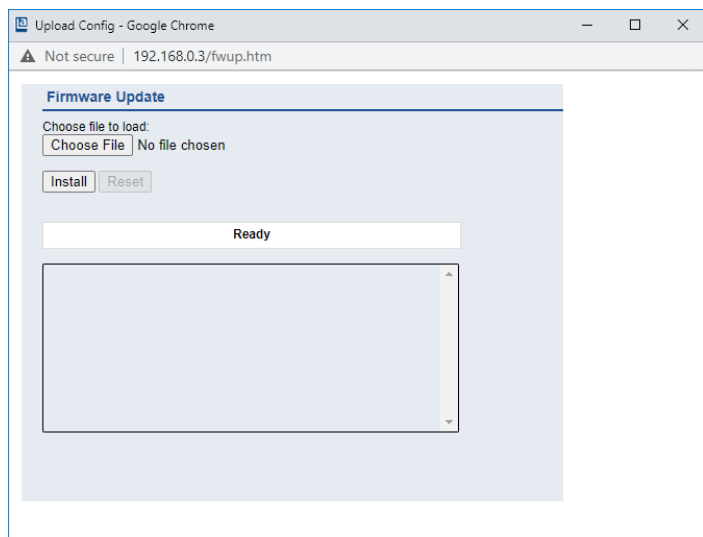 Upload Config - Google Chrome
Not secure | 192.168.0.3/fwup.htm
Firmware Update
Choose file to load:
Choose File No file chosen
Install Reset
Ready